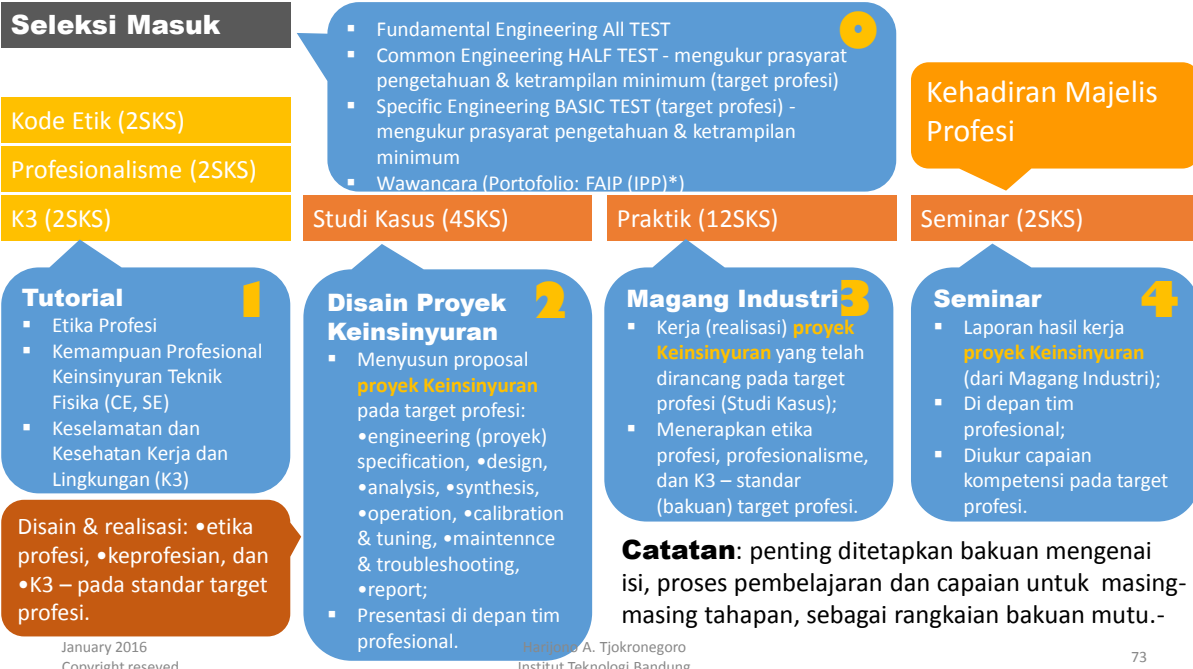 Seleksi Masuk
▪ Fundamental Engineering All TEST
▪ Common Engineering HALF TEST - mengukur prasyarat
pengetahuan & ketrampilan minimum (target profesi)
▪ Specific Engineering BASIC TEST (target profesi) -
mengukur prasyarat pengetahuan & ketrampilan
minimum
▪ Wawancara (Portofolio: FAIP (IPP)*)
0
Kehadiran Majelis
Profesi
Kode Etik (2SKS)
Profesionalisme (2SKS)
K3 (2SKS)
Studi Kasus (4SKS)
Praktik (12SKS)
Seminar (2SKS)
Tutorial
1
▪ Etika Profesi
▪ Kemampuan Profesional
Keinsinyuran Teknik
Fisika (CE, SE)
▪ Keselamatan dan
Kesehatan Kerja dan
Lingkungan (K3)
Disain & realisasi: •etika
profesi, •keprofesian, dan
•K3 – pada standar target
profesi.
Disain Proyek
Keinsinyuran
2
▪ Menyusun proposal
proyek Keinsinyuran
pada target profesi:
•engineering (proyek)
specification, •design,
•analysis, •synthesis,
•operation, •calibration
& tuning, •maintennce
& troubleshooting,
•report;
▪ Presentasi di depan tim
profesional.
Magang Industri
3
▪ Kerja (realisasi) proyek
Keinsinyuran yang telah
dirancang pada target
profesi (Studi Kasus);
▪ Menerapkan etika
profesi, profesionalisme,
dan K3 – standar
(bakuan) target profesi.
Seminar
4
▪ Laporan hasil kerja
proyek Keinsinyuran
(dari Magang Industri);
▪ Di depan tim
profesional;
▪ Diukur capaian
kompetensi pada target
profesi.
Catatan: penting ditetapkan bakuan mengenai
isi, proses pembelajaran dan capaian untuk masing-
masing tahapan, sebagai rangkaian bakuan mutu.-
January 2016
Copyright reseved
A. Tjokronegoro
Institut Teknologi Bandung
73